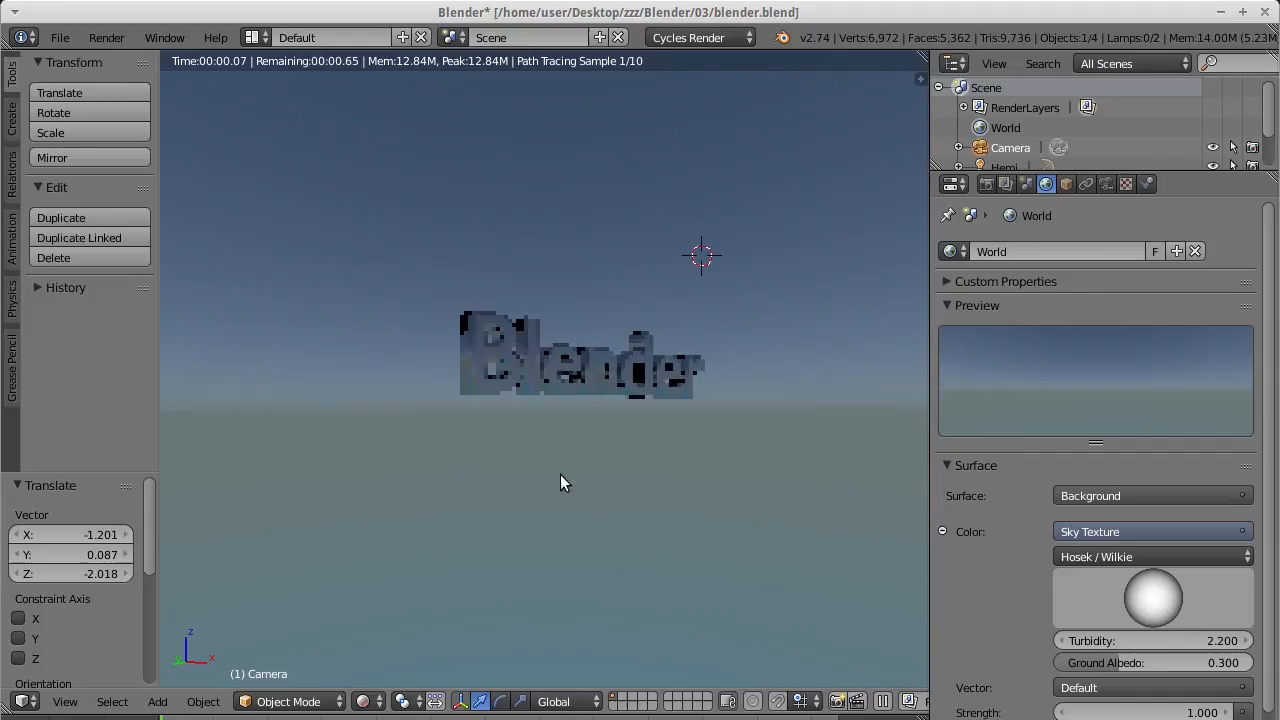 Blender* [/home/user/Desktop/zzz/Blender/03/blender.blend]
File Render Window Help Default Scene Cycles Render v2.74 | Verts:6,972 | Faces:5,362 | Tris:9,736 | Objects:1/4 | Lamps:0/2 | Mem:14.00M (5.23M
Time:00:00.07 | Remaining:00:00.65 | Mem:12.84M, Peak:12.84M | Path Tracing Sample 1/10
Tools
Create
Relations
Animation
Physics
Grease Pencil
Transform
Translate
Rotate
Scale
Mirror
Edit
Duplicate
Duplicate Linked
Delete
History
Translate
Vector
X: -1.201
Y: 0.087
Z: -2.018
Constraint Axis
X
Y
Z
Orientation
Blender
z
y x
(1) Camera
View Select Add Object Object Mode Global
View Search All Scenes
Scene
RenderLayers
World
Camera
Hemi
World
World F
Custom Properties
Preview
Surface
Surface: Background
Color: Sky Texture
Hosek / Wilkie
Turbidity: 2.200
Ground Albedo: 0.300
Vector: Default
Strength: 1.000